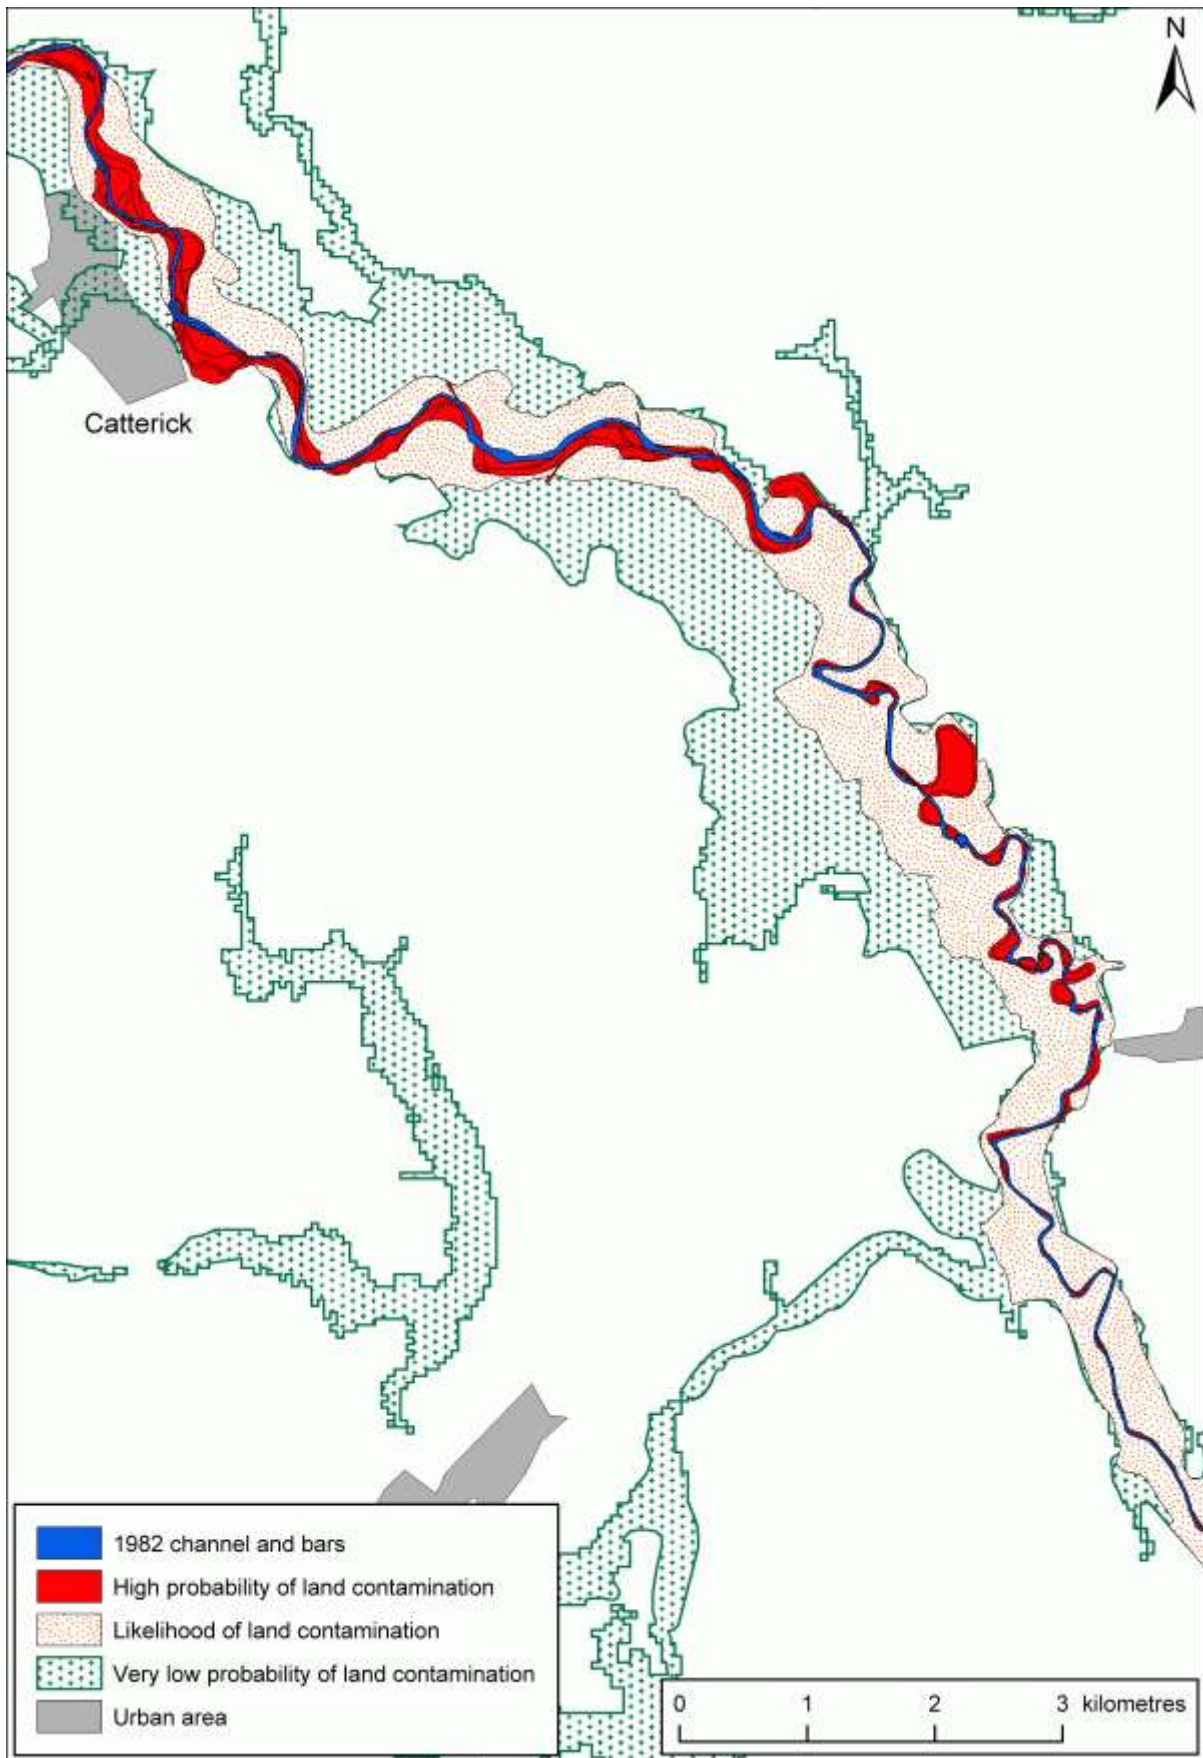 N
Catterick
1982 channel and bars
High probability of land contamination
Likelihood of land contamination
Very low probability of land contamination
Urban area
0 1 2 3 kilometres